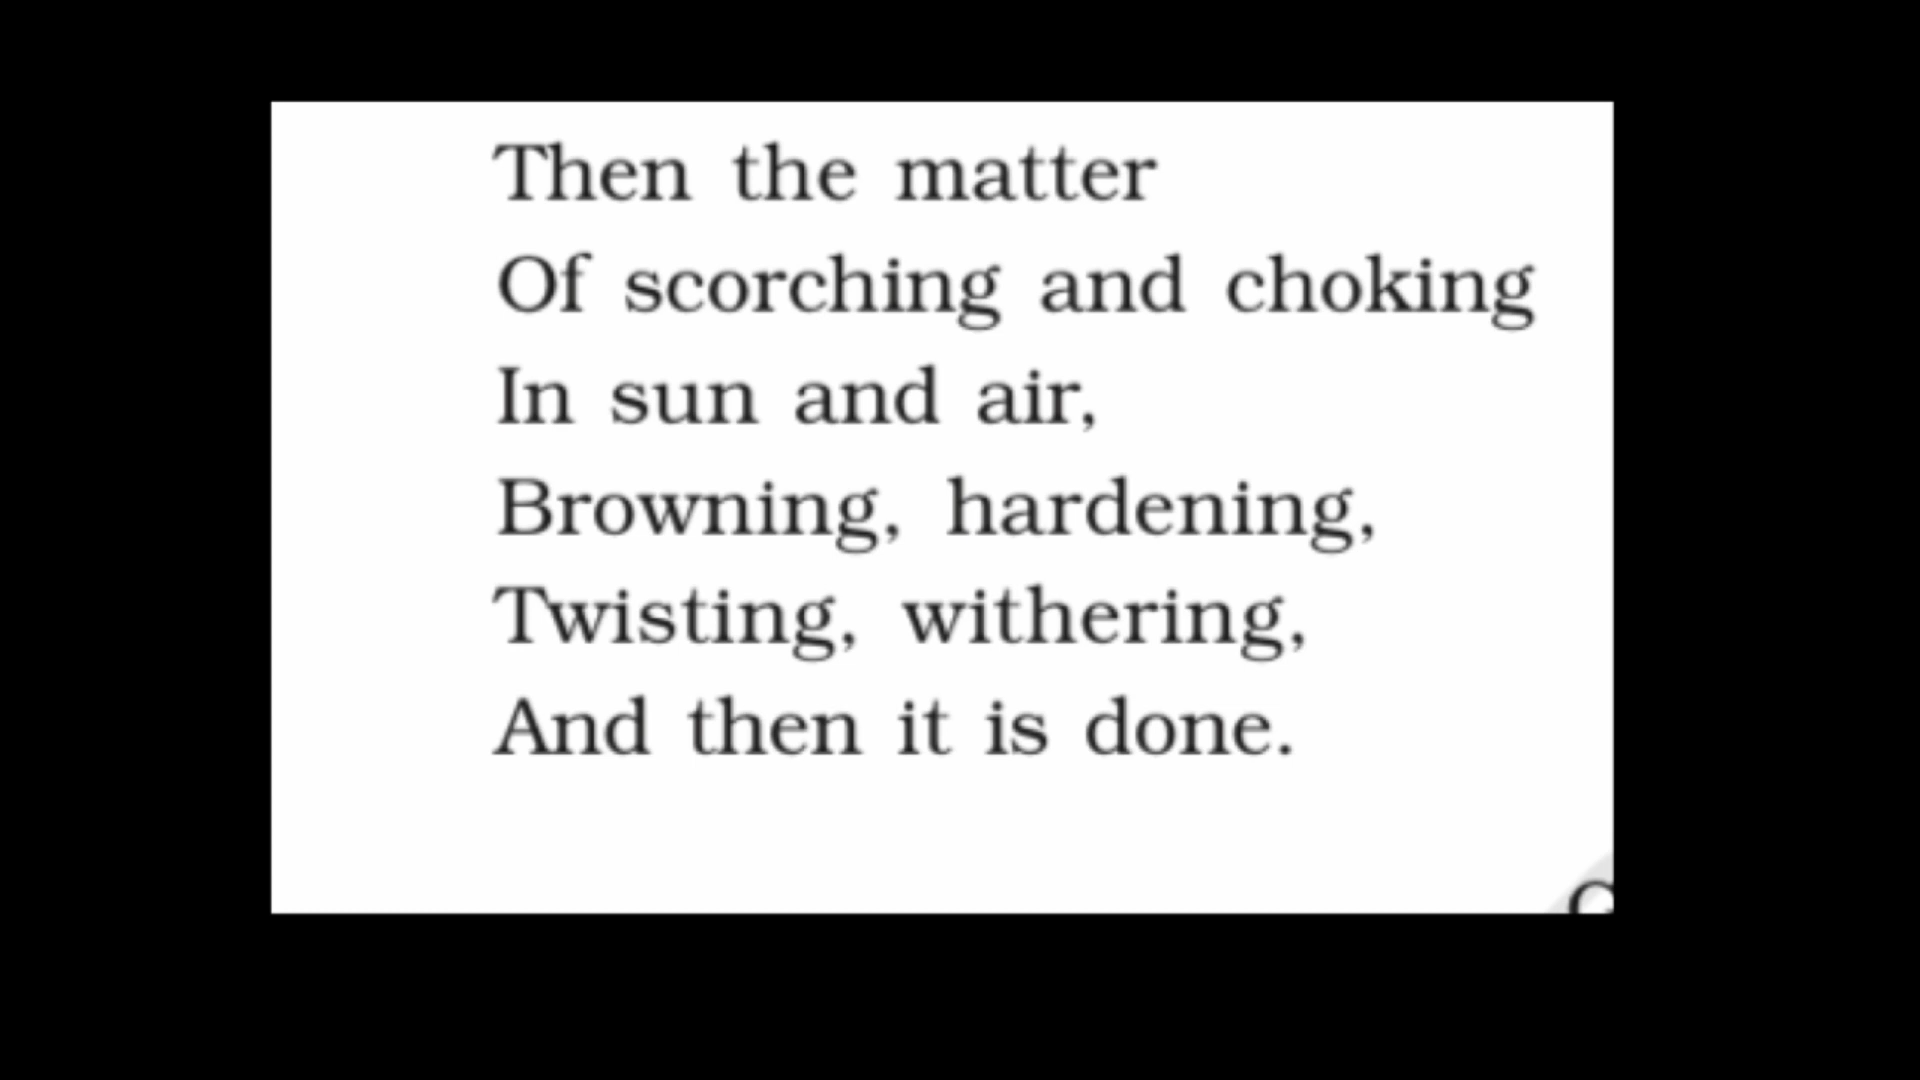 Then the matter
Of scorching and choking
In sun and air,
Browning, hardening,
Twisting, withering,
And then it is done.